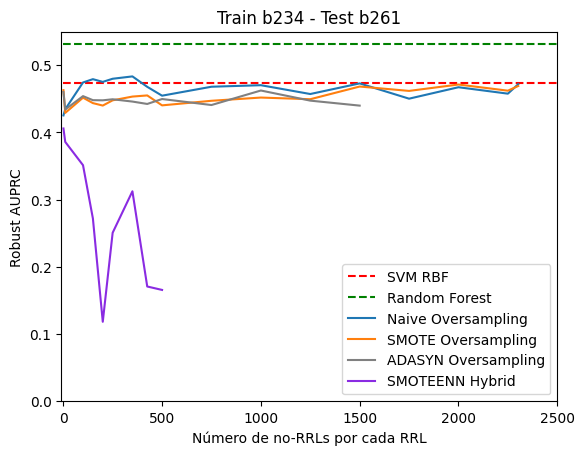 Train b234 - Test b261
Robust AUPRC
0.5
0.4
0.3
0.2
0.1
0.0
SVM RBF
Random Forest
Naive Oversampling
SMOTE Oversampling
ADASYN Oversampling
SMOTEENN Hybrid
0
500
1000
1500
2000
2500
Número de no-RRLs por cada RRL